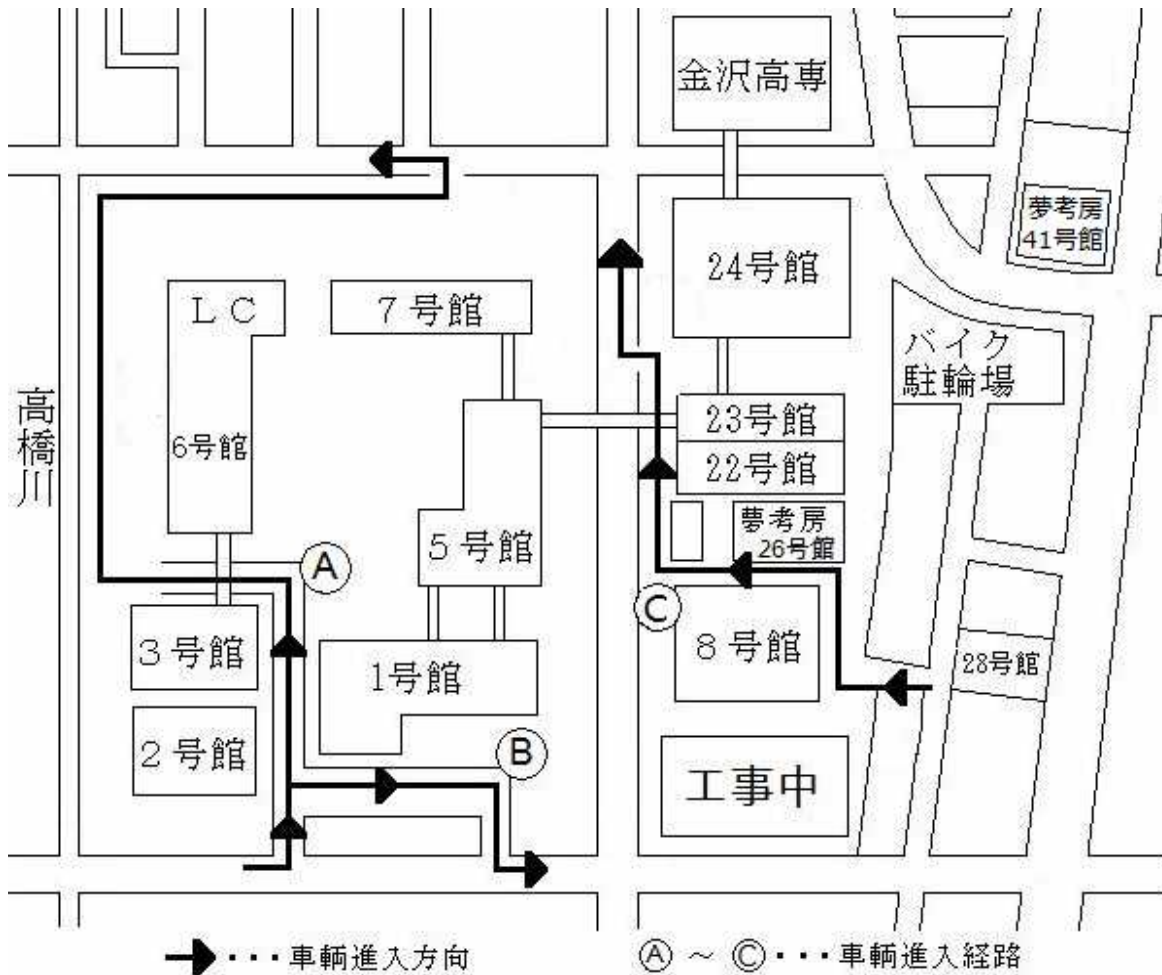 金沢高専
夢考房
41号館
24号館
LC
7号館
バイク
駐輪場
高橋川
6号館
23号館
22号館
5号館
夢考房
26号館
A
C
3号館
1号館
8号館
28号館
2号館
B
工事中
・・・車輌進入方向
A ～ C・・・車輌進入経路